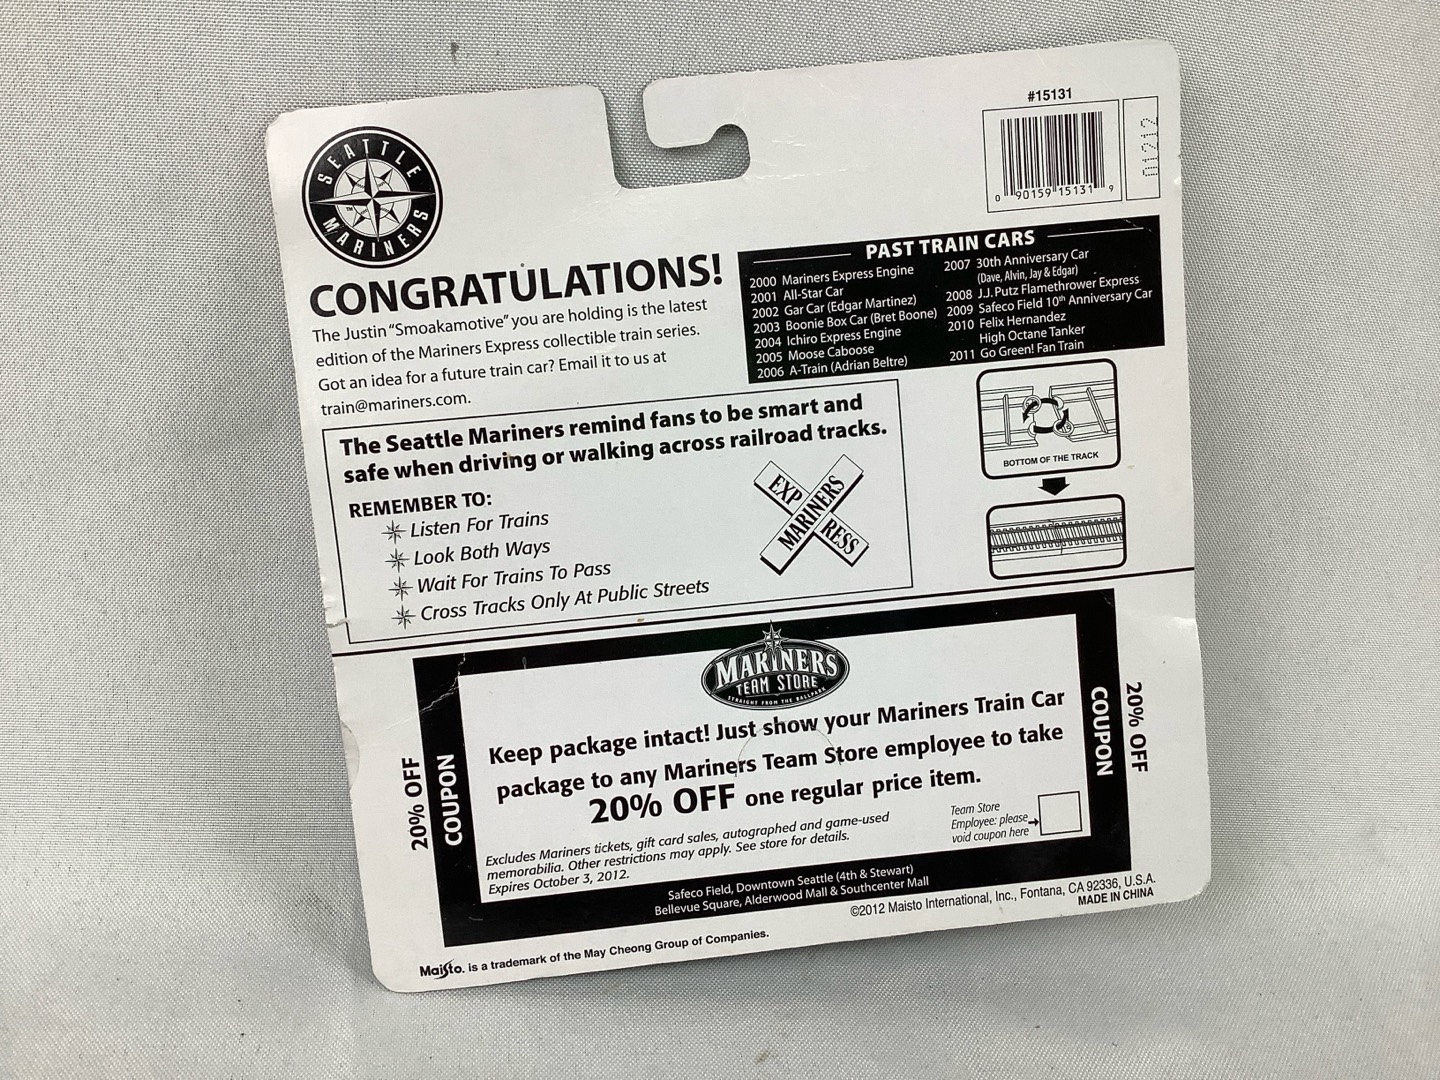 #15131
0 90159 15131 9
01212
SEATTLE
MARINERS
TM
CONGRATULATIONS!
The Justin "Smoakamotive" you are holding is the latest
edition of the Mariners Express collectible train series.
Got an idea for a future train car? Email it to us at
train@mariners.com.
PAST TRAIN CARS
2000 Mariners Express Engine
2001 All-Star Car
2002 Gar Car (Edgar Martinez)
2003 Boonie Box Car (Bret Boone)
2004 Ichiro Express Engine
2005 Moose Caboose
2006 A-Train (Adrian Beltre)
2007 30th Anniversary Car
(Dave, Alvin, Jay & Edgar)
2008 J.J. Putz Flamethrower Express
2009 Safeco Field 10th Anniversary Car
2010 Felix Hernandez
High Octane Tanker
2011 Go Green! Fan Train
The Seattle Mariners remind fans to be smart and
safe when driving or walking across railroad tracks.
REMEMBER TO:
Listen For Trains
Look Both Ways
Wait For Trains To Pass
Cross Tracks Only At Public Streets
EXP
MARINERS
RESS
BOTTOM OF THE TRACK
MARINERS
TEAM STORE
STRAIGHT FROM THE BALLPARK
20% OFF
COUPON
Keep package intact! Just show your Mariners Train Car
package to any Mariners Team Store employee to take
20% OFF one regular price item.
Excludes Mariners tickets, gift card sales, autographed and game-used
memorabilia. Other restrictions may apply. See store for details.
Expires October 3, 2012.
Team Store
Employee: please
void coupon here
COUPON
20% OFF
Safeco Field, Downtown Seattle (4th & Stewart)
Bellevue Square, Alderwood Mall & Southcenter Mall
©2012 Maisto International, Inc., Fontana, CA 92336, U.S.A.
MADE IN CHINA
Maisto. is a trademark of the May Cheong Group of Companies.